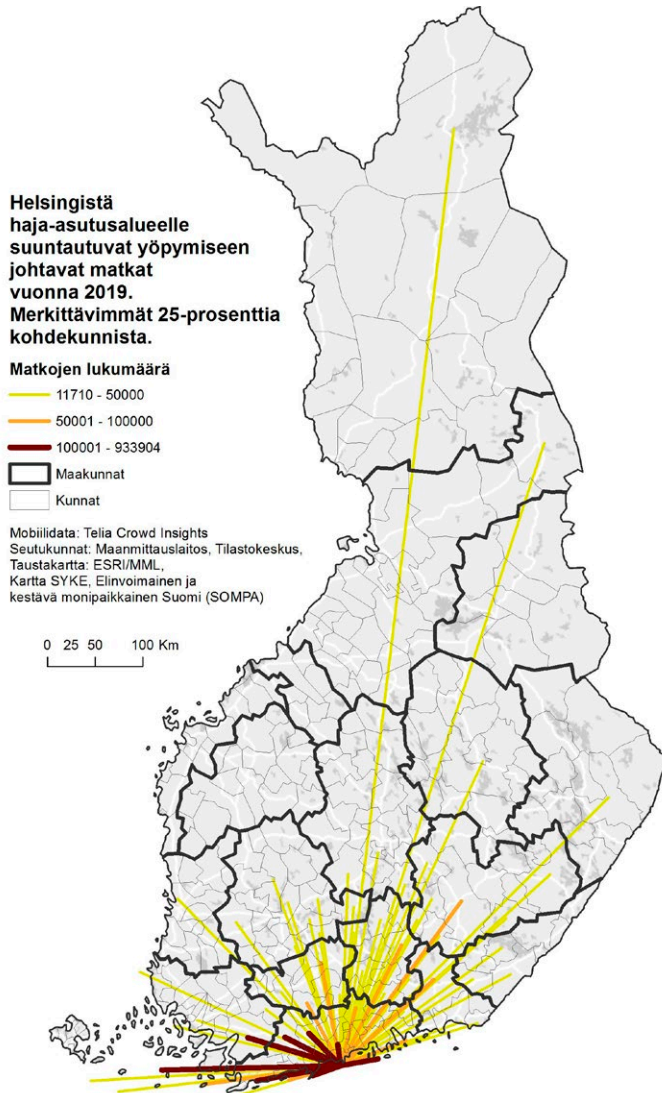 Helsingistä
haja-asutusalueelle
suuntautuvat yöpymiseen
johtavat matkat
vuonna 2019.
Merkittävimmät 25-prosenttia
kohdekunnista.
Matkojen lukumäärä
11710 - 50000
50001 - 100000
100001 - 933904
Maakunnat
Kunnat
Mobiilidata: Telia Crowd Insights
Seutukunnat: Maanmittauslaitos, Tilastokeskus,
Taustakartta: ESRI/MML,
Kartta SYKE, Elinvoimainen ja
kestävä monipaikkainen Suomi (SOMPA)
0 25 50 100 Km